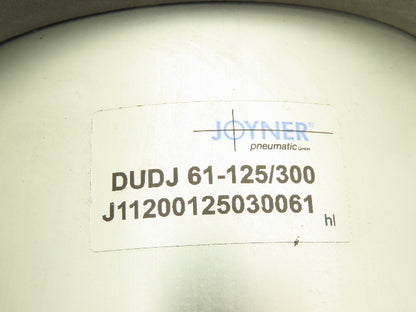 JOYNER®
pneumatic GmbH
DUDJ 61-125/300
J11200125030061
hl